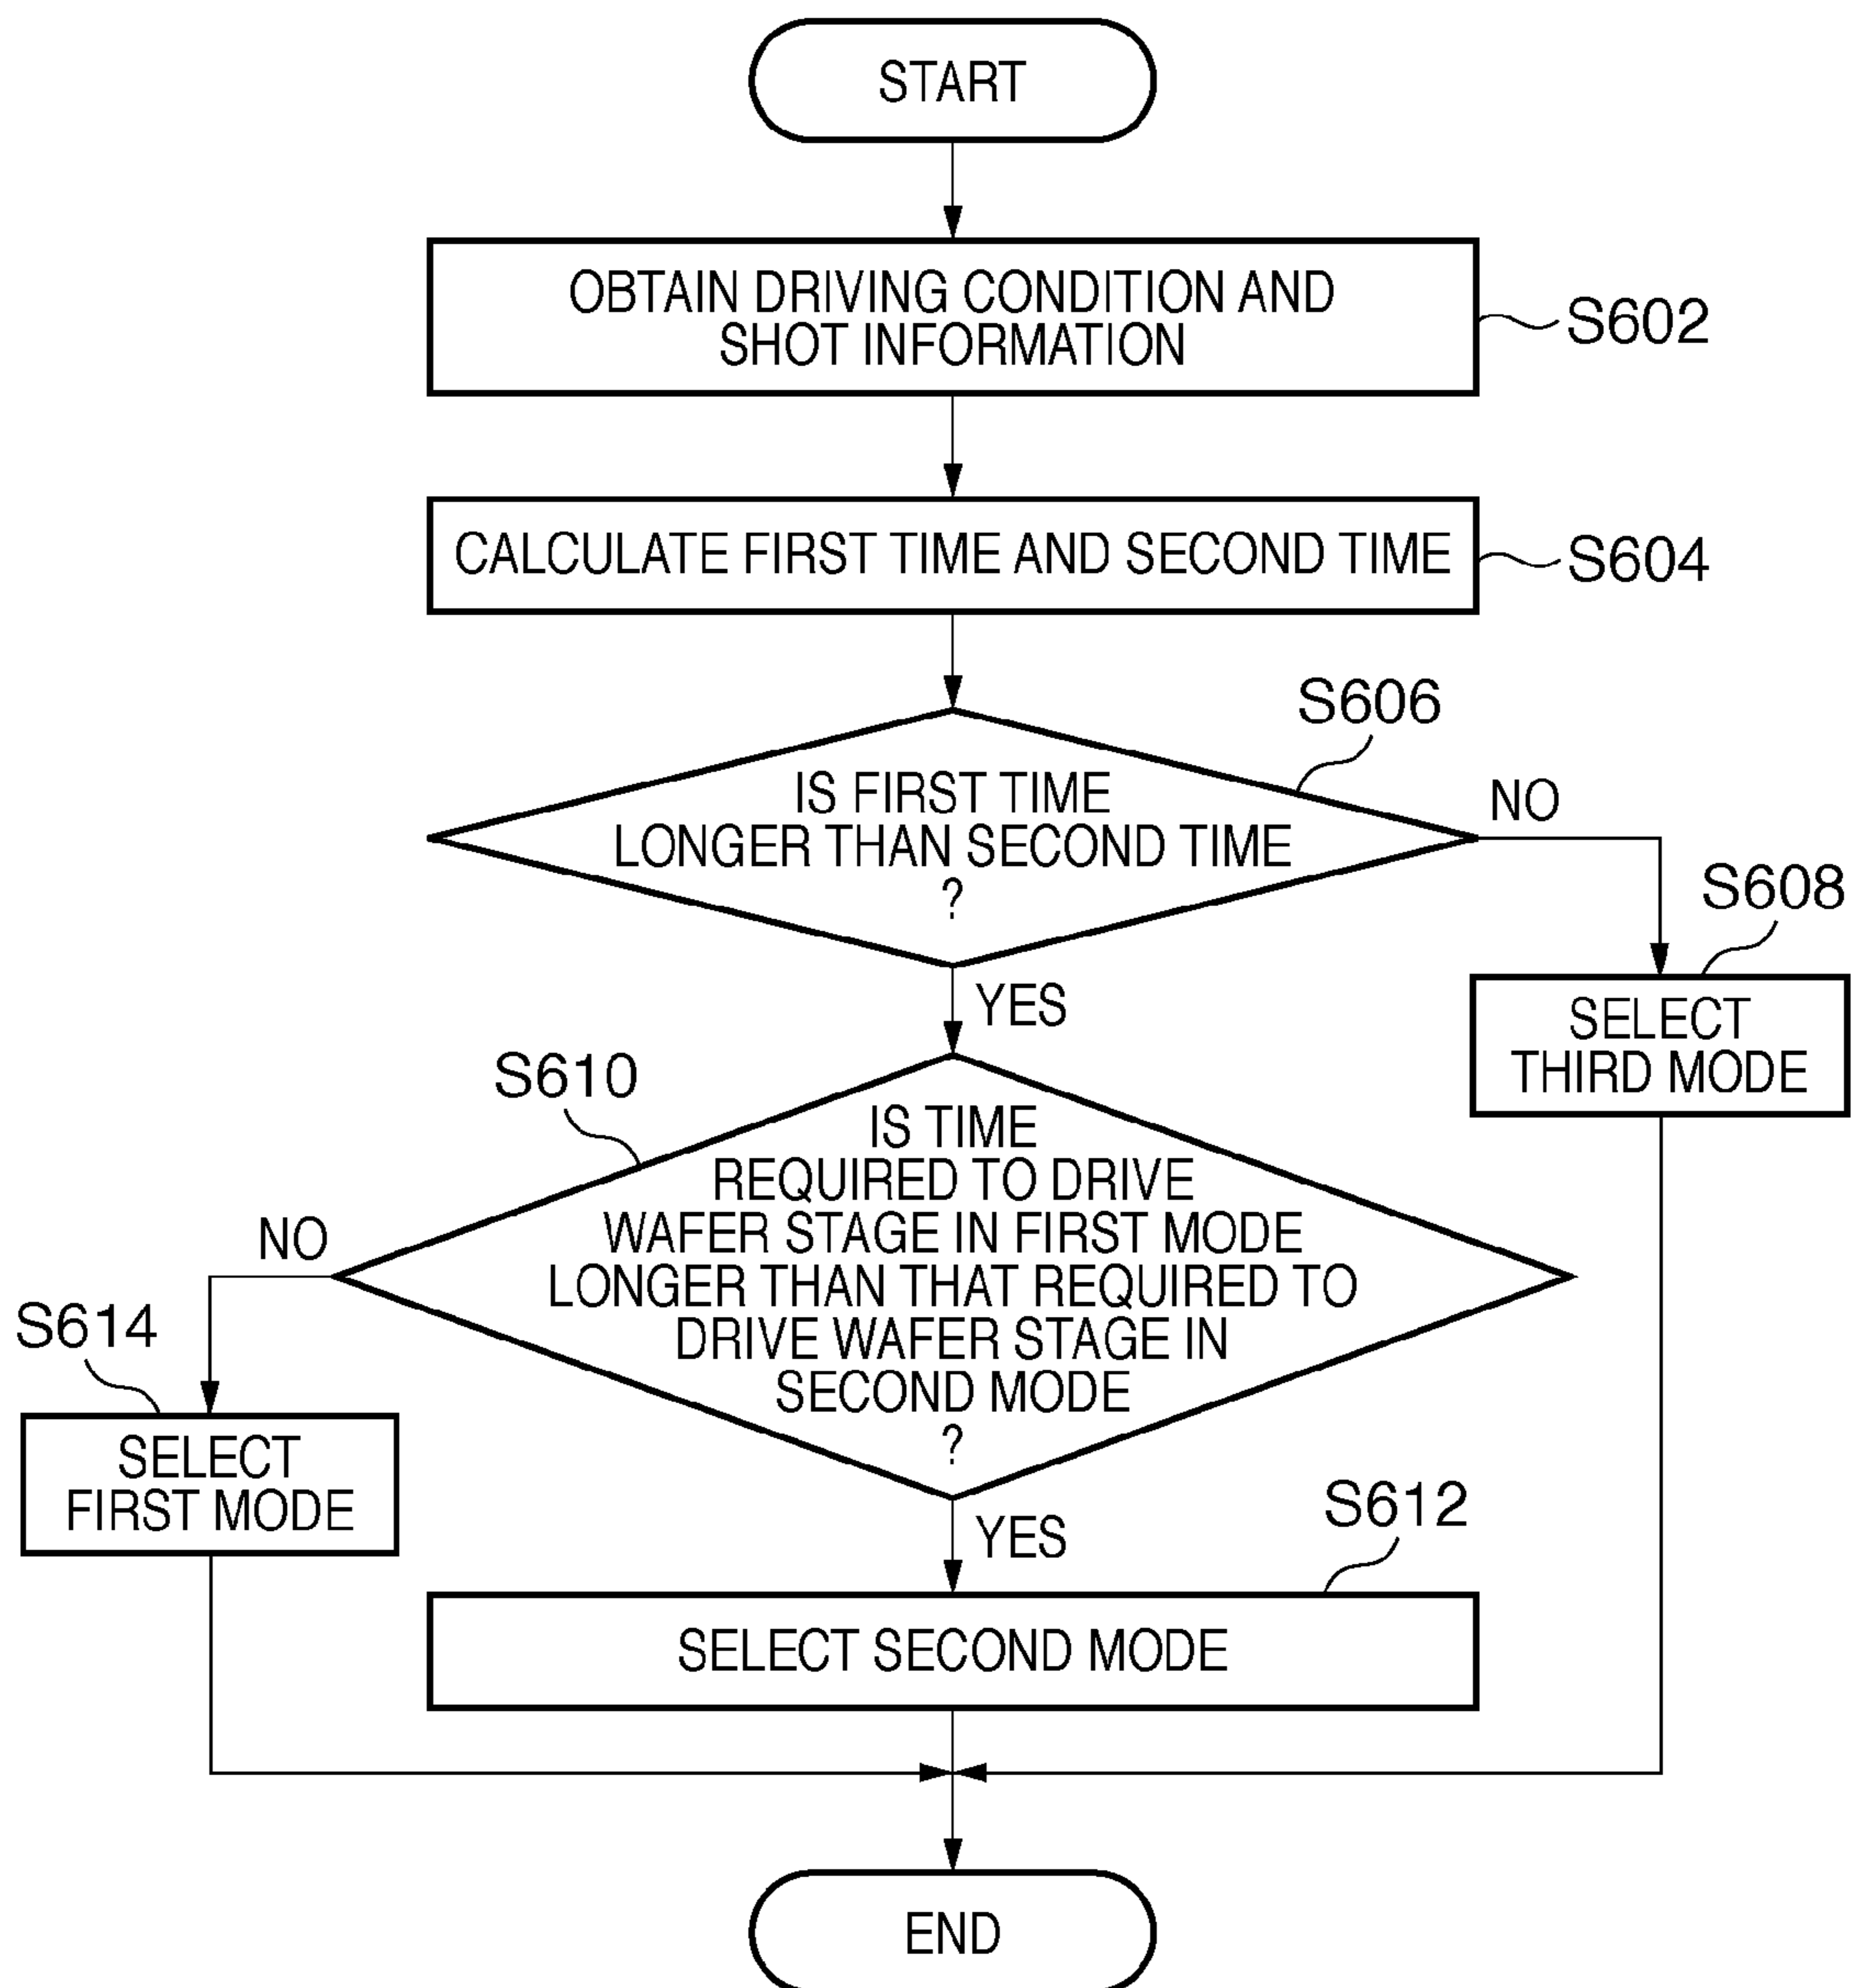 START
OBTAIN DRIVING CONDITION AND
SHOT INFORMATION
S602
CALCULATE FIRST TIME AND SECOND TIME
S604
S606
IS FIRST TIME
LONGER THAN SECOND TIME
?
NO
S608
SELECT
THIRD MODE
YES
S610
IS TIME
REQUIRED TO DRIVE
WAFER STAGE IN FIRST MODE
LONGER THAN THAT REQUIRED TO
DRIVE WAFER STAGE IN
SECOND MODE
?
NO
S614
SELECT
FIRST MODE
YES
S612
SELECT SECOND MODE
END